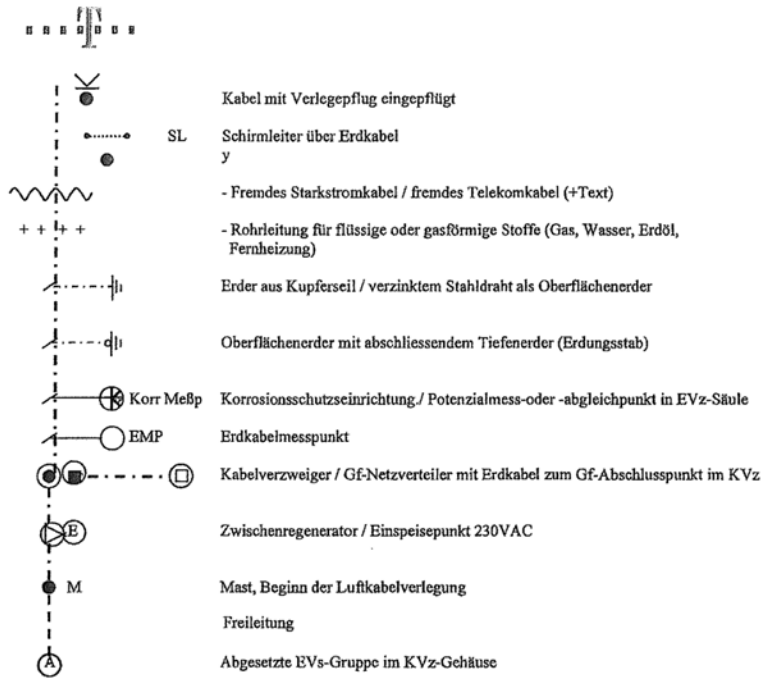 T
Kabel mit Verlegepflug eingepflügt
SL Schirmleiter über Erdkabel
y
- Fremdes Starkstromkabel / fremdes Telekomkabel (+Text)
- Rohrleitung für flüssige oder gasförmige Stoffe (Gas, Wasser, Erdöl,
Fernheizung)
Erder aus Kupferseil / verzinktem Stahldraht als Oberflächenerder
Oberflächenerder mit abschliessendem Tiefenerder (Erdungsstab)
Korr Meßp Korrosionsschutzseinrichtung./ Potenzialmess-oder -abgleichpunkt in EVz-Säule
EMP Erdkabelmesspunkt
Kabelverzweiger / Gf-Netzverteiler mit Erdkabel zum Gf-Abschlusspunkt im KVz
E Zwischenregenerator / Einspeisepunkt 230VAC
M Mast, Beginn der Luftkabelverlegung
Freileitung
A Abgesetzte EVs-Gruppe im KVz-Gehäuse